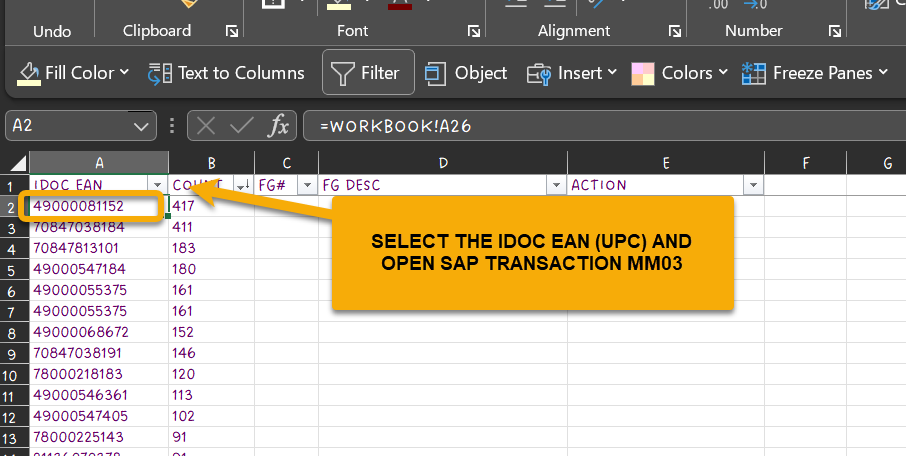 .00 →0
Undo Clipboard Font Alignment Number
Fill Color Text to Columns Filter Object Insert Colors Freeze Panes
A2 fx =WORKBOOK!A26
A B C D E F G
1 IDOC EAN COUNT FG# FG DESC ACTION
2 49000081152 417
3 70847038184 411
4 70847813101 183
5 49000547184 180
6 49000055375 161
7 49000055375 161
8 49000068672 152
9 70847038191 146
10 78000218183 120
11 49000546361 113
12 49000547405 102
13 78000225143 91
SELECT THE IDOC EAN (UPC) AND
OPEN SAP TRANSACTION MM03